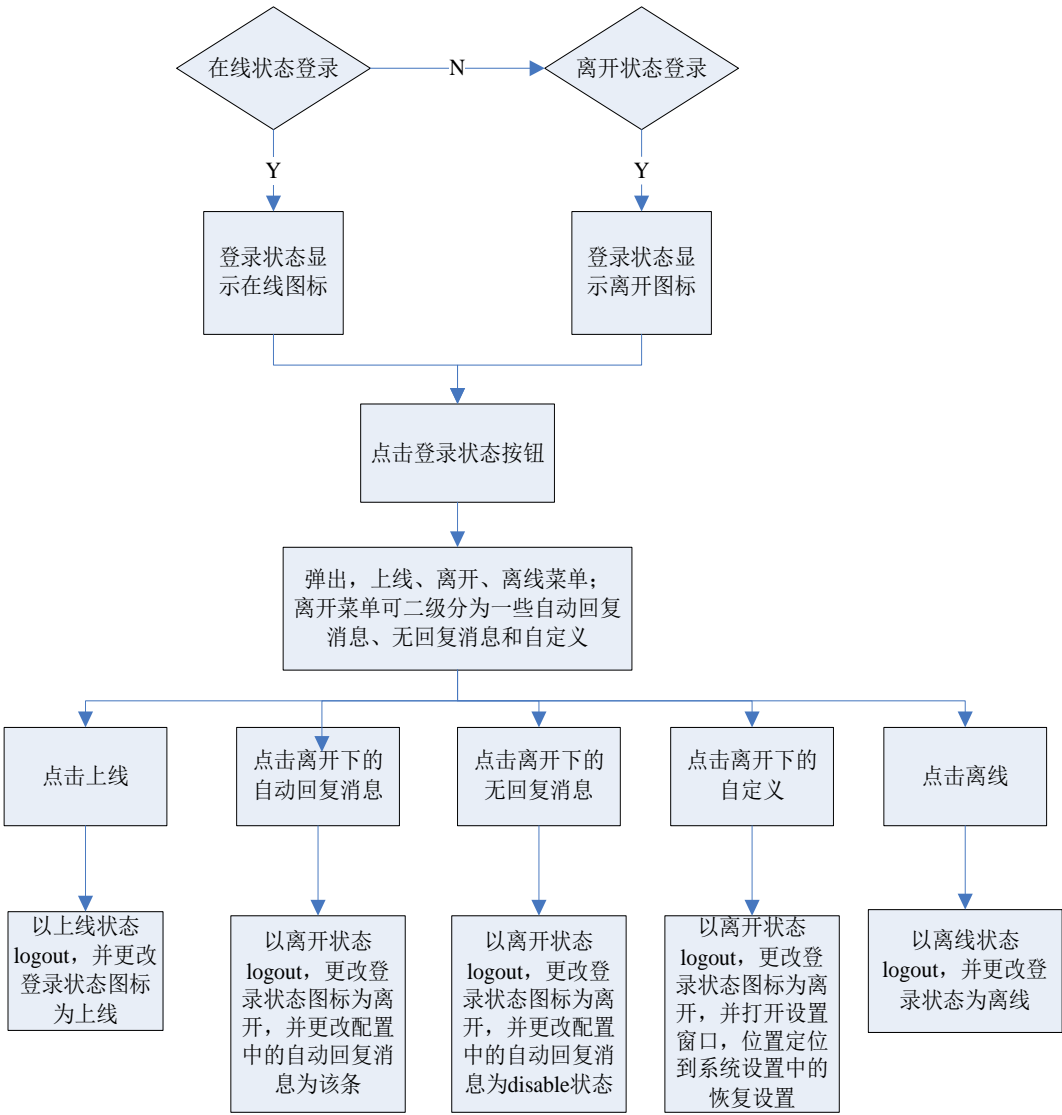 在线状态登录
N
离开状态登录
Y
Y
登录状态显
示在线图标
登录状态显
示离开图标
点击登录状态按钮
弹出，上线、离开、离线菜单；
离开菜单可二级分为一些自动回复
消息、无回复消息和自定义
点击上线
点击离开下的
自动回复消息
点击离开下的
无回复消息
点击离开下的
自定义
点击离线
以上线状态
logout，并更改
登录状态图标
为上线
以离开状态
logout，更改登
录状态图标为离
开，并更改配置
中的自动回复消
息为该条
以离开状态
logout，更改登
录状态图标为离
开，并更改配置
中的自动回复消
息为disable状态
以离开状态
logout，更改登
录状态图标为离
开，并打开设置
窗口，位置定位
到系统设置中的
恢复设置
以离线状态
logout，并更改登
录状态为离线